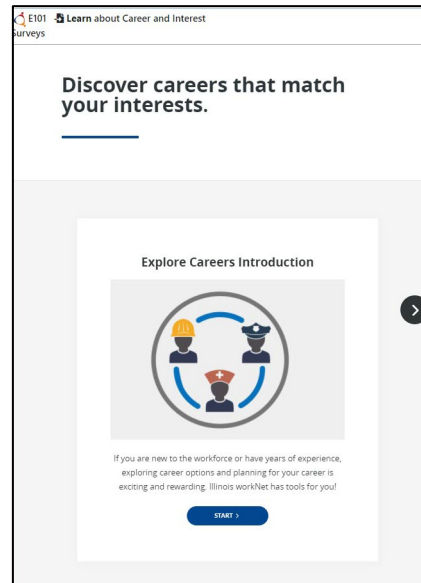 E101 Learn about Career and Interest
Surveys
Discover careers that match
your interests.
Explore Careers Introduction
If you are new to the workforce or have years of experience,
exploring career options and planning for your career is
exciting and rewarding. Illinois workNet has tools for you!
START >